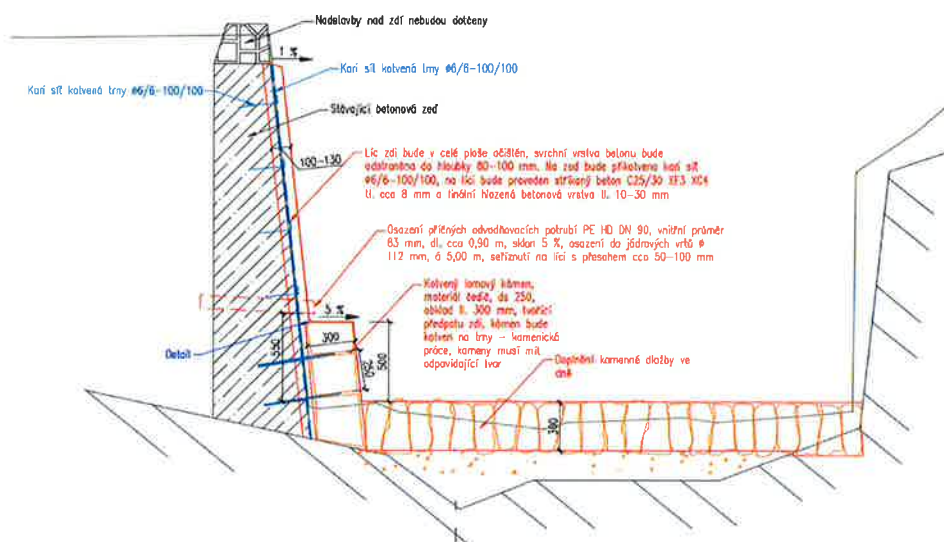 Nadstavby nad zdí nebudou dotčeny
1 %
Kari síť kotvená trny ø6/6-100/100
Kari síť kotvená trny ø6/6-100/100
Stávající betonová zeď
100-130
Líc zdi bude v celé ploše očištěn, svrchní vrstva betonu bude
odstraněna do hloubky 80-100 mm. Na zeď bude přikotvena kari síť
ø6/6-100/100, na líci bude proveden stříkaný beton C25/30 XF3 XC4
tl. cca 8 mm a finální hlazená betonová vrstva tl. 10-30 mm
Osazení příčných odvodňovacích potrubí PE HD DN 90, vnitřní průměr
83 mm, dl. cca 0,90 m, sklon 5 %, osazení do jádrových vrtů ø
112 mm, á 5,00 m, seříznutí na líci s přesahem cca 50-100 mm
Kotvený lomový kámen,
materiál čedič, ds 250,
obklad tl. 300 mm, tvořící
předpatu zdi, kámen bude
kotven na trny - kamenická
práce, kameny musí mít
odpovídající tvar
5 %
300
550
250
500
Detail
Doplnění kamenné dlažby ve
dně
300